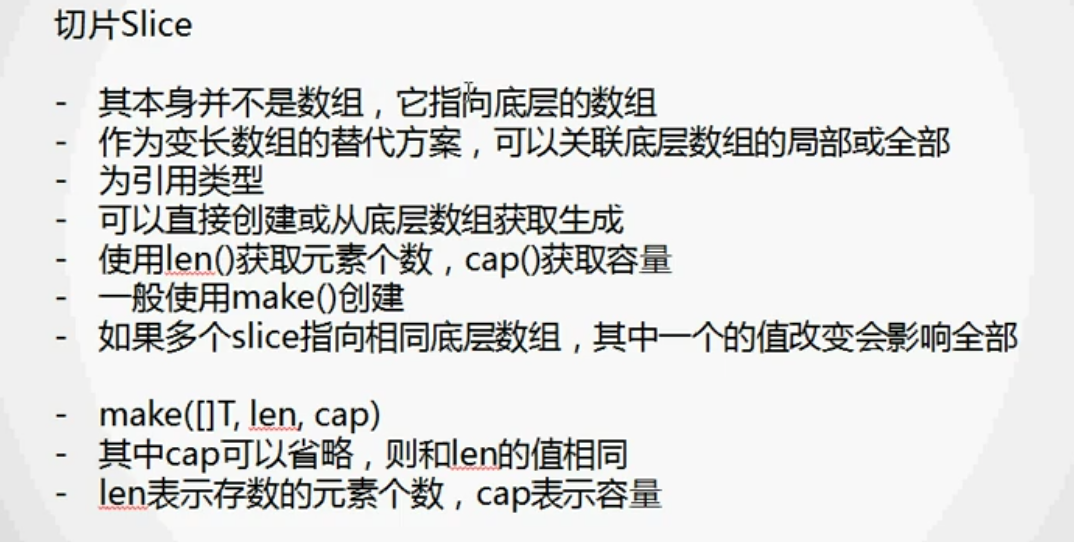 切片Slice
- 其本身并不是数组，它指向底层的数组
- 作为变长数组的替代方案，可以关联底层数组的局部或全部
- 为引用类型
- 可以直接创建或从底层数组获取生成
- 使用len()获取元素个数，cap()获取容量
- 一般使用make()创建
- 如果多个slice指向相同底层数组，其中一个的值改变会影响全部
- make([]T, len, cap)
- 其中cap可以省略，则和len的值相同
- len表示存数的元素个数，cap表示容量